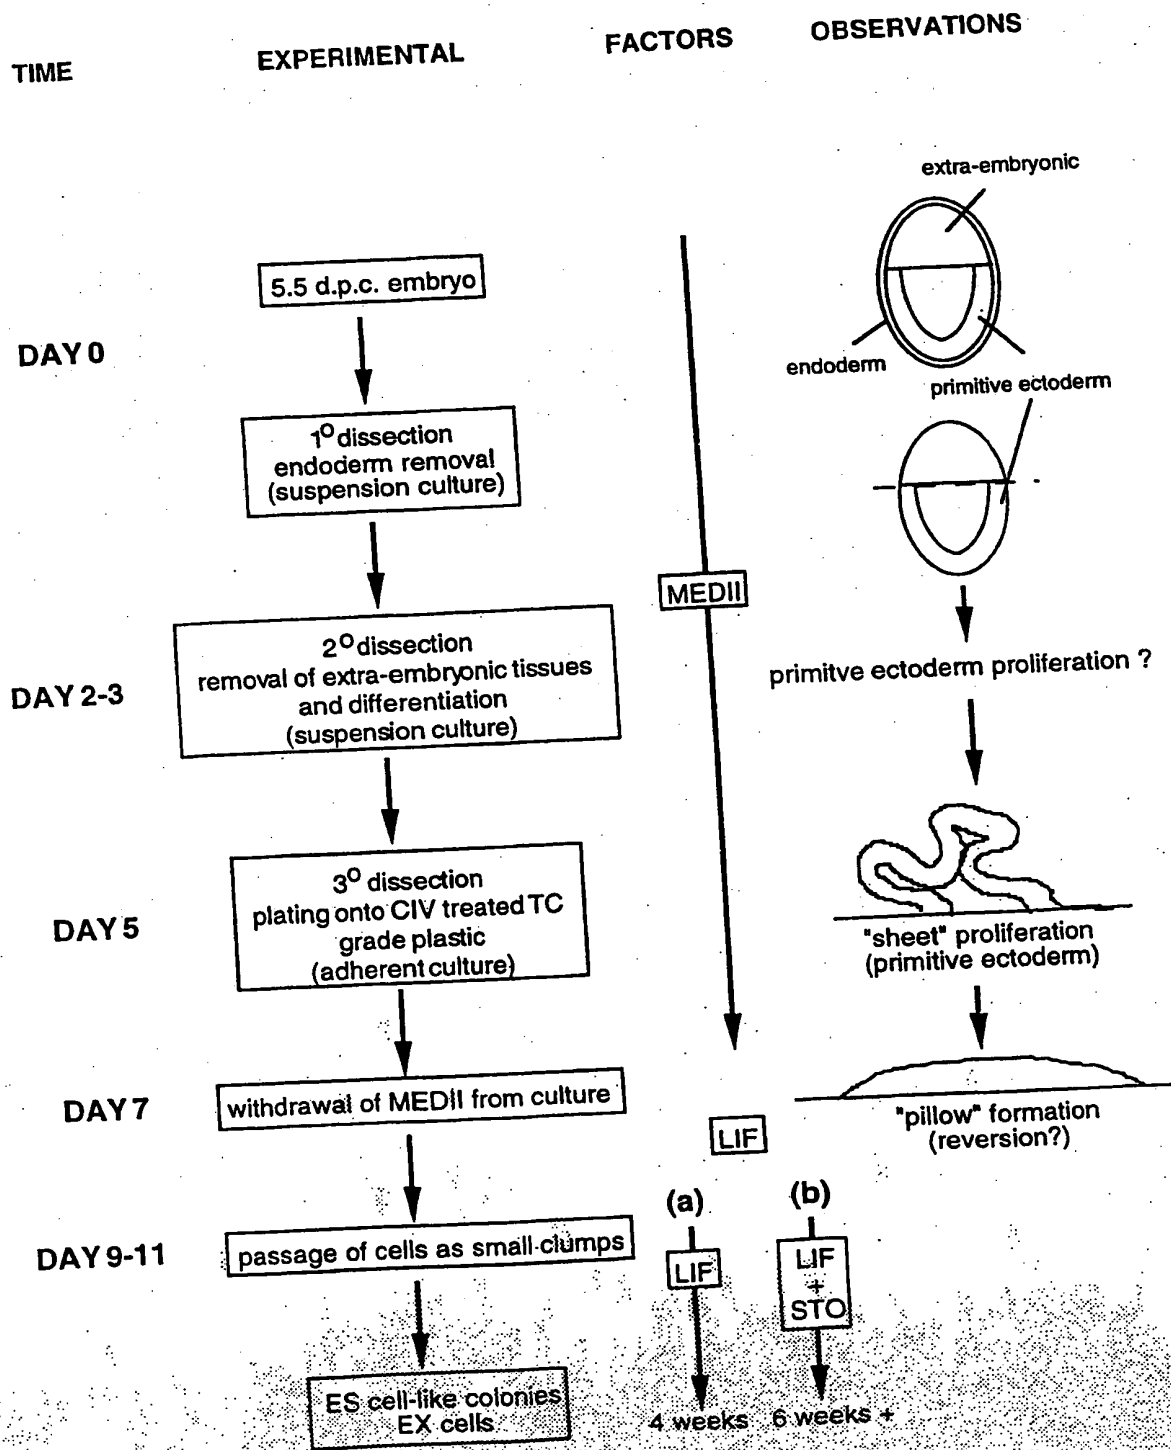 TIME
EXPERIMENTAL
FACTORS
OBSERVATIONS
extra-embryonic
5.5 d.p.c. embryo
DAY 0
endoderm
primitive ectoderm
1º dissection
endoderm removal
(suspension culture)
MEDII
2º dissection
removal of extra-embryonic tissues
and differentiation
(suspension culture)
DAY 2-3
primitve ectoderm proliferation ?
3º dissection
plating onto CIV treated TC
grade plastic
(adherent culture)
DAY 5
"sheet" proliferation
(primitive ectoderm)
DAY 7
withdrawal of MEDII from culture
LIF
"pillow" formation
(reversion?)
(a)
(b)
DAY 9-11
passage of cells as small clumps
LIF
LIF
+
STO
ES cell-like colonies
EX cells
4 weeks
6 weeks +